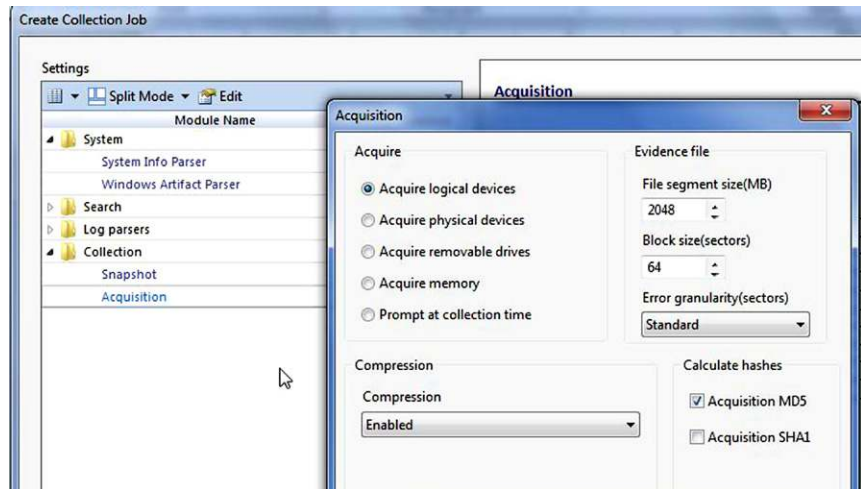 Create Collection Job
Settings
Split Mode Edit
Module Name
System
System Info Parser
Windows Artifact Parser
Search
Log parsers
Collection
Snapshot
Acquisition
Acquisition
Acquisition
Acquire
Acquire logical devices
Acquire physical devices
Acquire removable drives
Acquire memory
Prompt at collection time
Evidence file
File segment size(MB)
2048
Block size(sectors)
64
Error granularity(sectors)
Standard
Compression
Compression
Enabled
Calculate hashes
Acquisition MD5
Acquisition SHA1